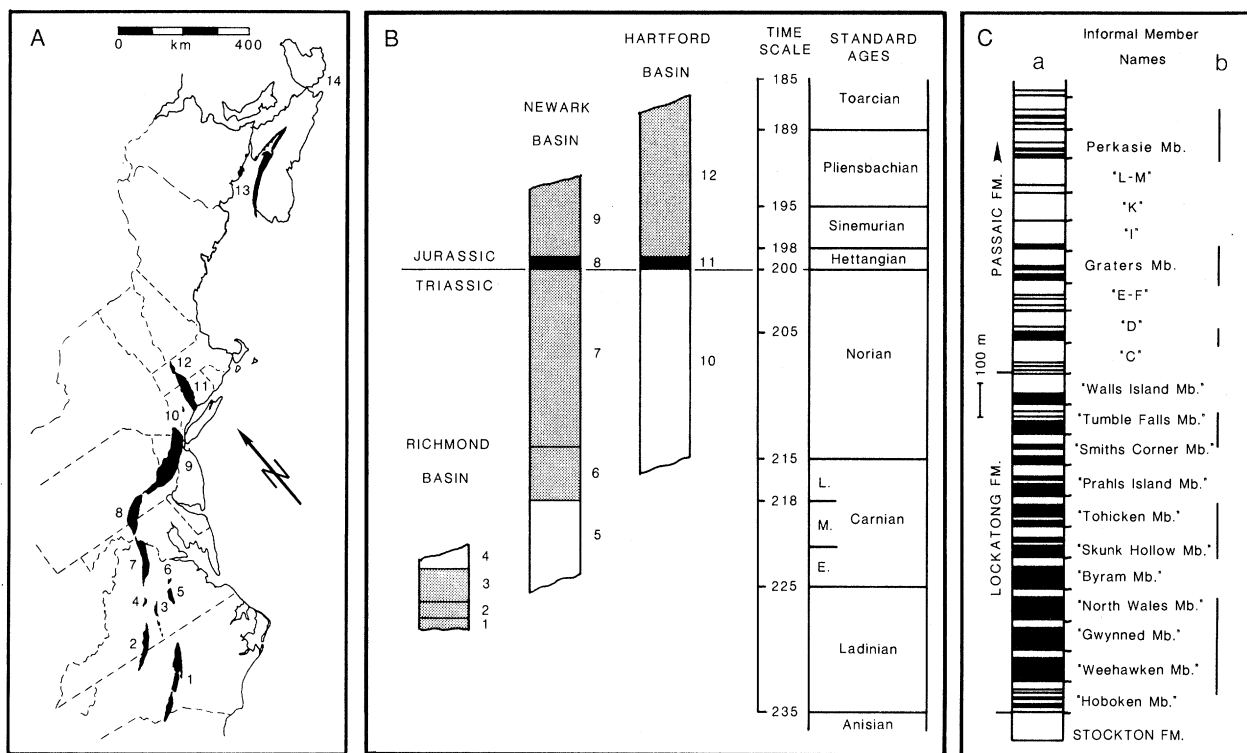 A
0 km 400
14
13
12
11
10
9
8
7
6
5
4
3
2
1
B
HARTFORD
BASIN
NEWARK
BASIN
RICHMOND
BASIN
TIME
SCALE
STANDARD
AGES
185
Toarcian
189
Pliensbachian
195
Sinemurian
198
Hettangian
200
205
Norian
215
L.
218
M.
Carnian
E.
225
Ladinian
235
Anisian
JURASSIC
TRIASSIC
12
11
10
9
8
7
6
5
4
3
2
1
C
Informal Member
Names
a
b
PASSAIC FM.
100 m
LOCKATONG FM.
Perkasie Mb.
"L-M"
"K"
"I"
Graters Mb.
"E-F"
"D"
"C"
"Walls Island Mb."
"Tumble Falls Mb."
"Smiths Corner Mb."
"Prahls Island Mb."
"Tohicken Mb."
"Skunk Hollow Mb."
"Byram Mb."
"North Wales Mb."
"Gwynned Mb."
"Weehawken Mb."
"Hoboken Mb."
STOCKTON FM.